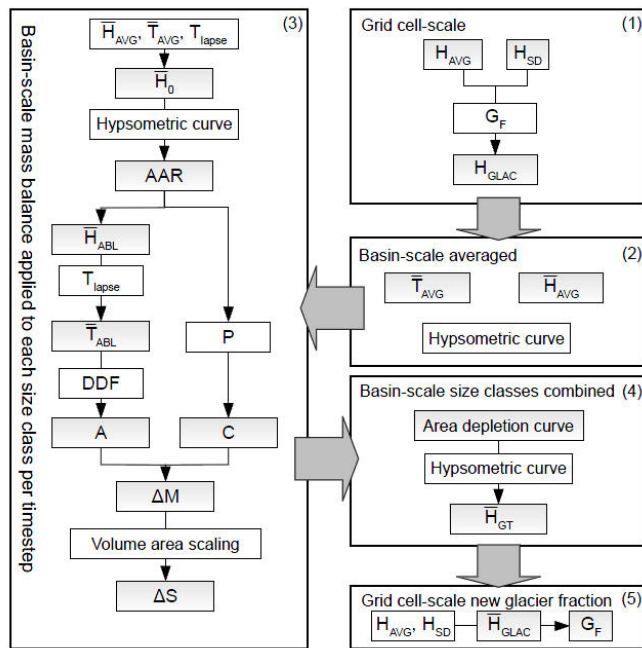 Basin-scale mass balance applied to each size class per timestep
(3)
H̅AVG, T̅AVG, Tlapse
H̅0
Hypsometric curve
AAR
H̅ABL
Tlapse
T̅ABL
P
DDF
A
C
ΔM
Volume area scaling
ΔS
Grid cell-scale
(1)
HAVG
HSD
GF
HGLAC
(2)
Basin-scale averaged
T̅AVG
H̅AVG
Hypsometric curve
Basin-scale size classes combined
(4)
Area depletion curve
Hypsometric curve
H̅GT
Grid cell-scale new glacier fraction
(5)
HAVG, HSD
H̅GLAC
GF